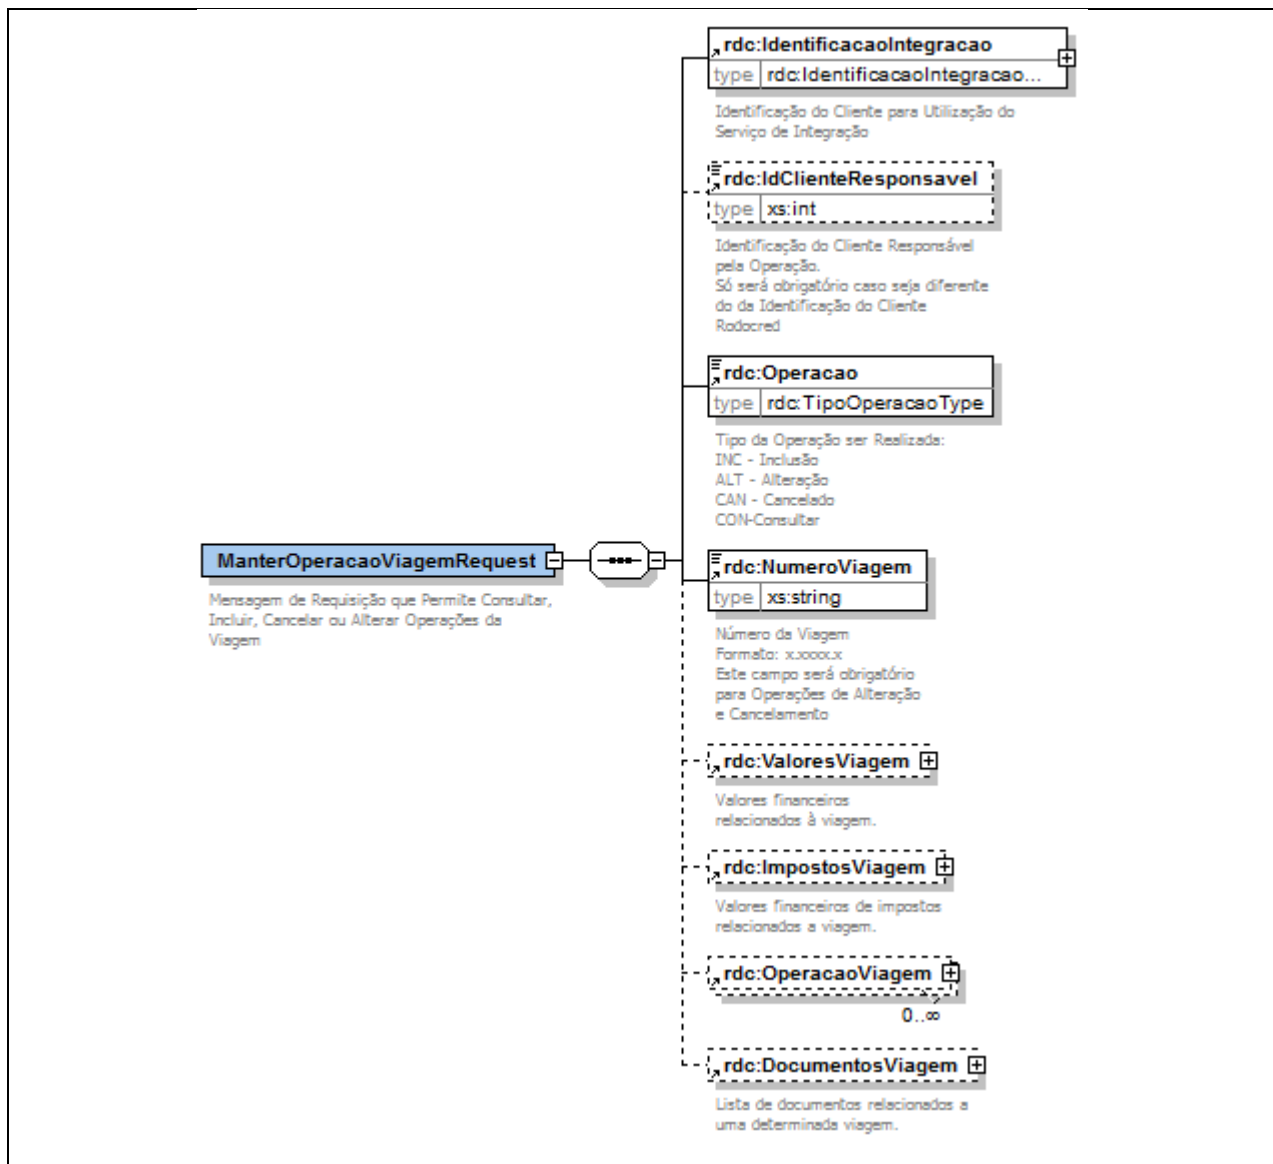 rdc:IdentificacaoIntegracao
type rdc:IdentificacaoIntegracao...
Identificação do Cliente para Utilização do
Serviço de Integração
rdc:IdClienteResponsavel
type xs:int
Identificação do Cliente Responsável
pela Operação.
Só será obrigatório caso seja diferente
do da Identificação do Cliente
Rodocred
rdc:Operacao
type rdc:TipoOperacaoType
Tipo da Operação ser Realizada:
INC - Inclusão
ALT - Alteração
CAN - Cancelado
CON-Consultar
MANTEROperacaoViagemRequest
Mensagem de Requisição que Permite Consultar,
Incluir, Cancelar ou Alterar Operações da
Viagem
rdc:NumeroViagem
type xs:string
Número da Viagem
Formato: x.xxxx.x
Este campo será obrigatório
para Operações de Alteração
e Cancelamento
rdc:ValoresViagem
Valores financeiros
relacionados à viagem.
rdc:ImpostosViagem
Valores financeiros de impostos
relacionados a viagem.
rdc:OperacaoViagem
0..∞
rdc:DocumentosViagem
Lista de documentos relacionados a
uma determinada viagem.